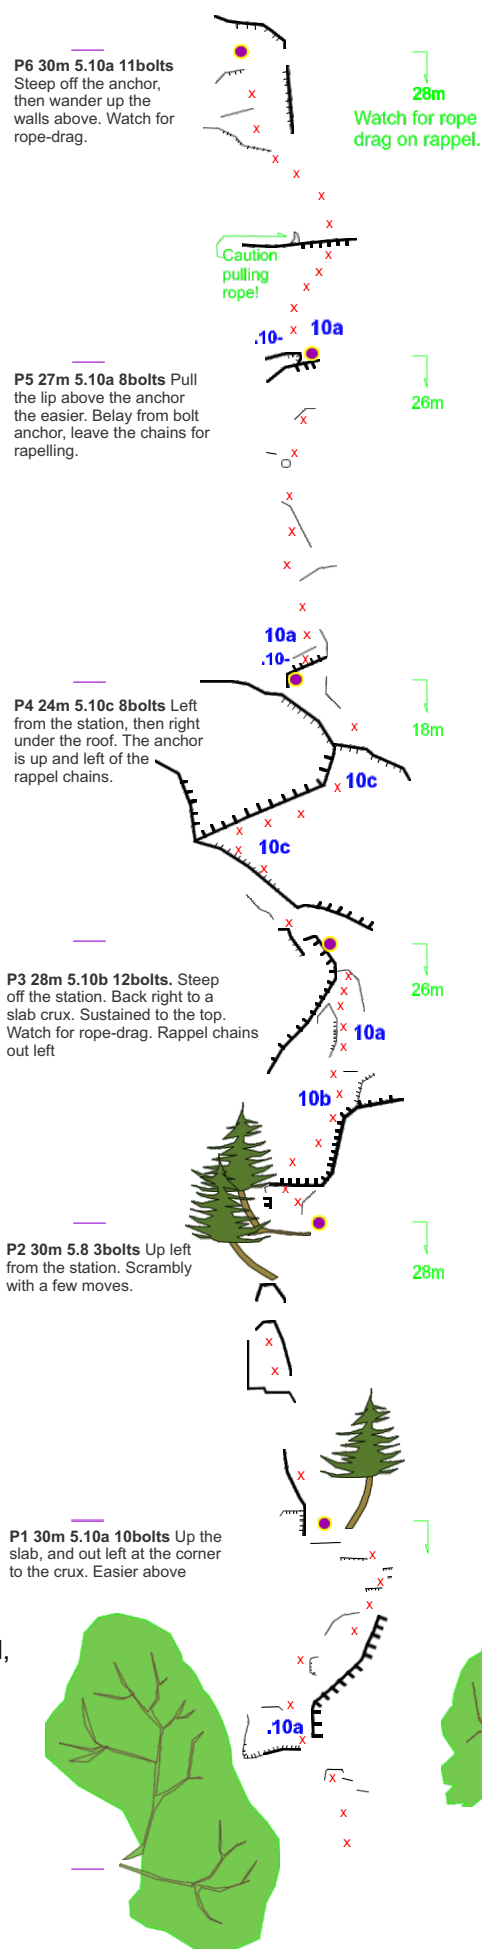 P6 30m 5.10a 11bolts
Steep off the anchor,
then wander up the
walls above. Watch for
rope-drag.
28m
Watch for rope
drag on rappel.
Caution
pulling
rope!
.10-
10a
P5 27m 5.10a 8bolts Pull
the lip above the anchor
the easier. Belay from bolt
anchor, leave the chains for
rapelling.
26m
10a
.10-
P4 24m 5.10c 8bolts Left
from the station, then right
under the roof. The anchor
is up and left of the
rappel chains.
18m
10c
10c
P3 28m 5.10b 12bolts. Steep
off the station. Back right to a
slab crux. Sustained to the top.
Watch for rope-drag. Rappel chains
out left
26m
10a
10b
P2 30m 5.8 3bolts Up left
from the station. Scrambly
with a few moves.
28m
P1 30m 5.10a 10bolts Up the
slab, and out left at the corner
to the crux. Easier above
.10a